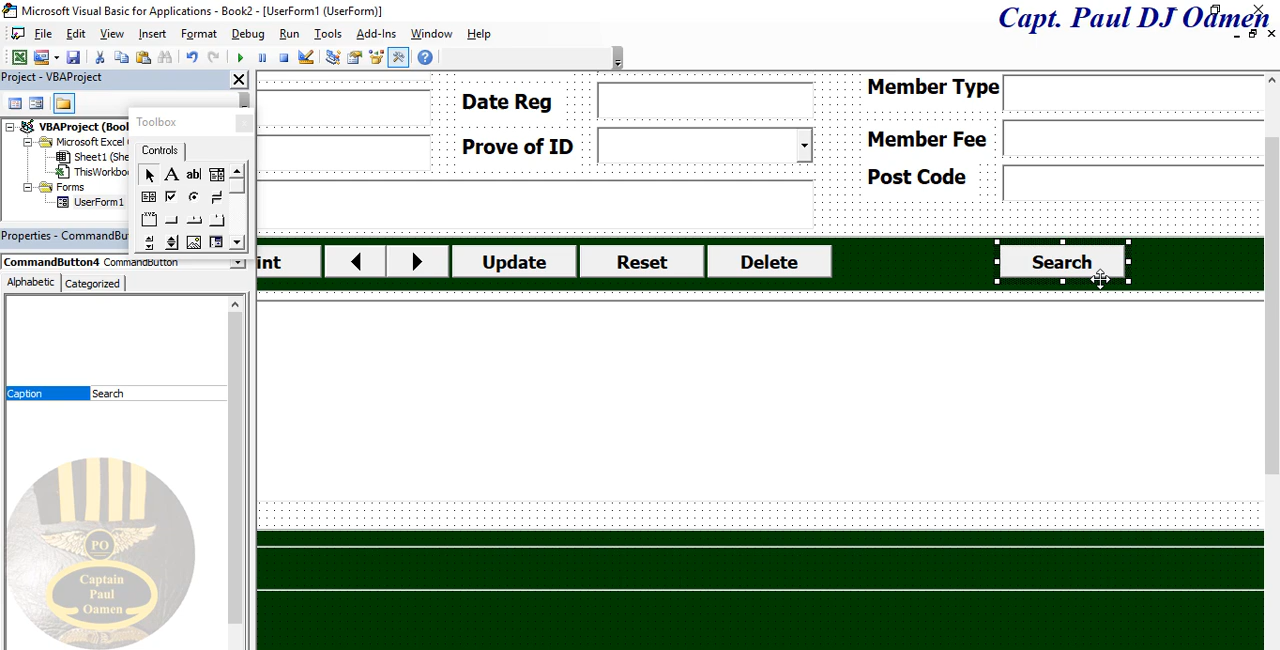 Microsoft Visual Basic for Applications - Book2 - [UserForm1 (UserForm)]
Capt. Paul DJ Oamen
File Edit View Insert Format Debug Run Tools Add-Ins Window Help
Project - VBAProject
Toolbox
Controls
VBAProject (Bool
Microsoft Excel
Sheet1 (She
ThisWorkbo
Forms
UserForm1
Properties - CommandBu
CommandButton4 CommandButton
Alphabetic Categorized
Caption Search
Date Reg
Prove of ID
Member Type
Member Fee
Post Code
int
Update
Reset
Delete
Search
PO
Captain
Paul
Oamen